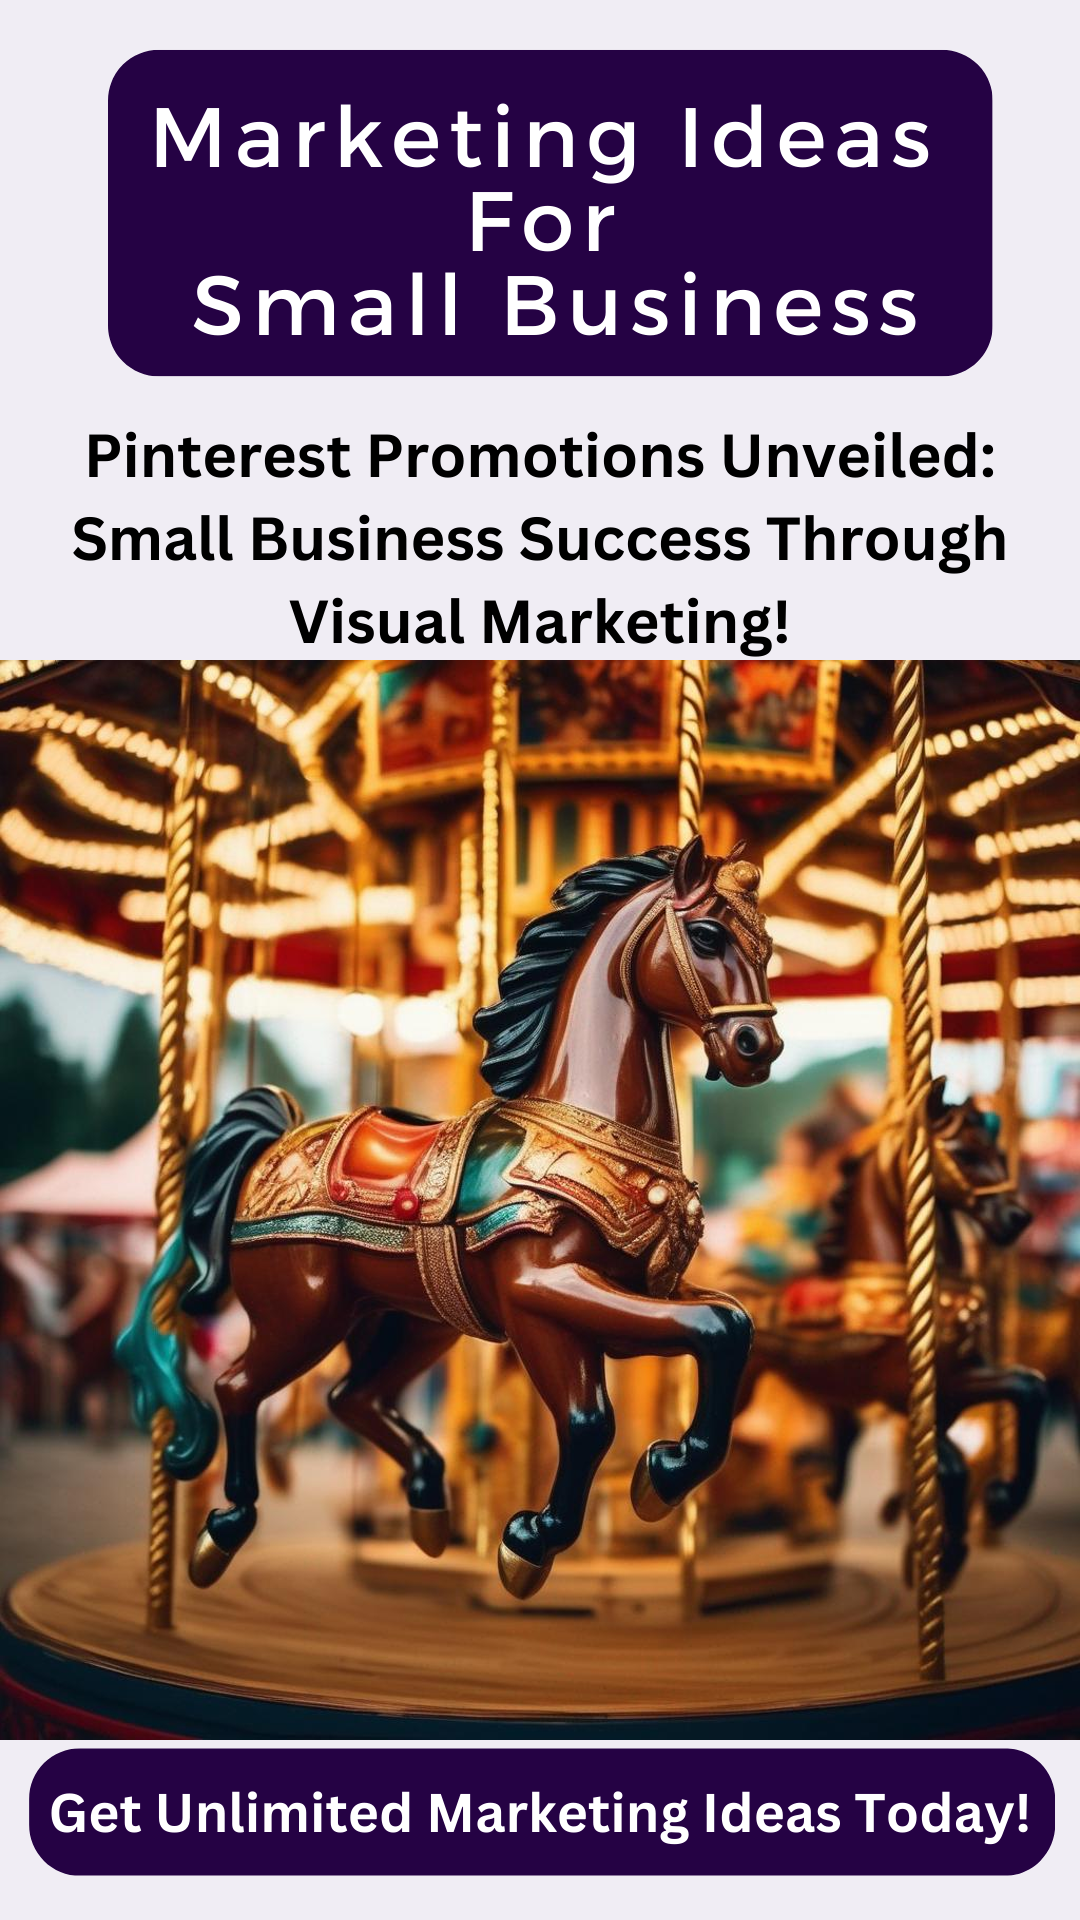 Marketing Ideas
For
Small Business
Pinterest Promotions Unveiled:
Small Business Success Through
Visual Marketing!
Get Unlimited Marketing Ideas Today!